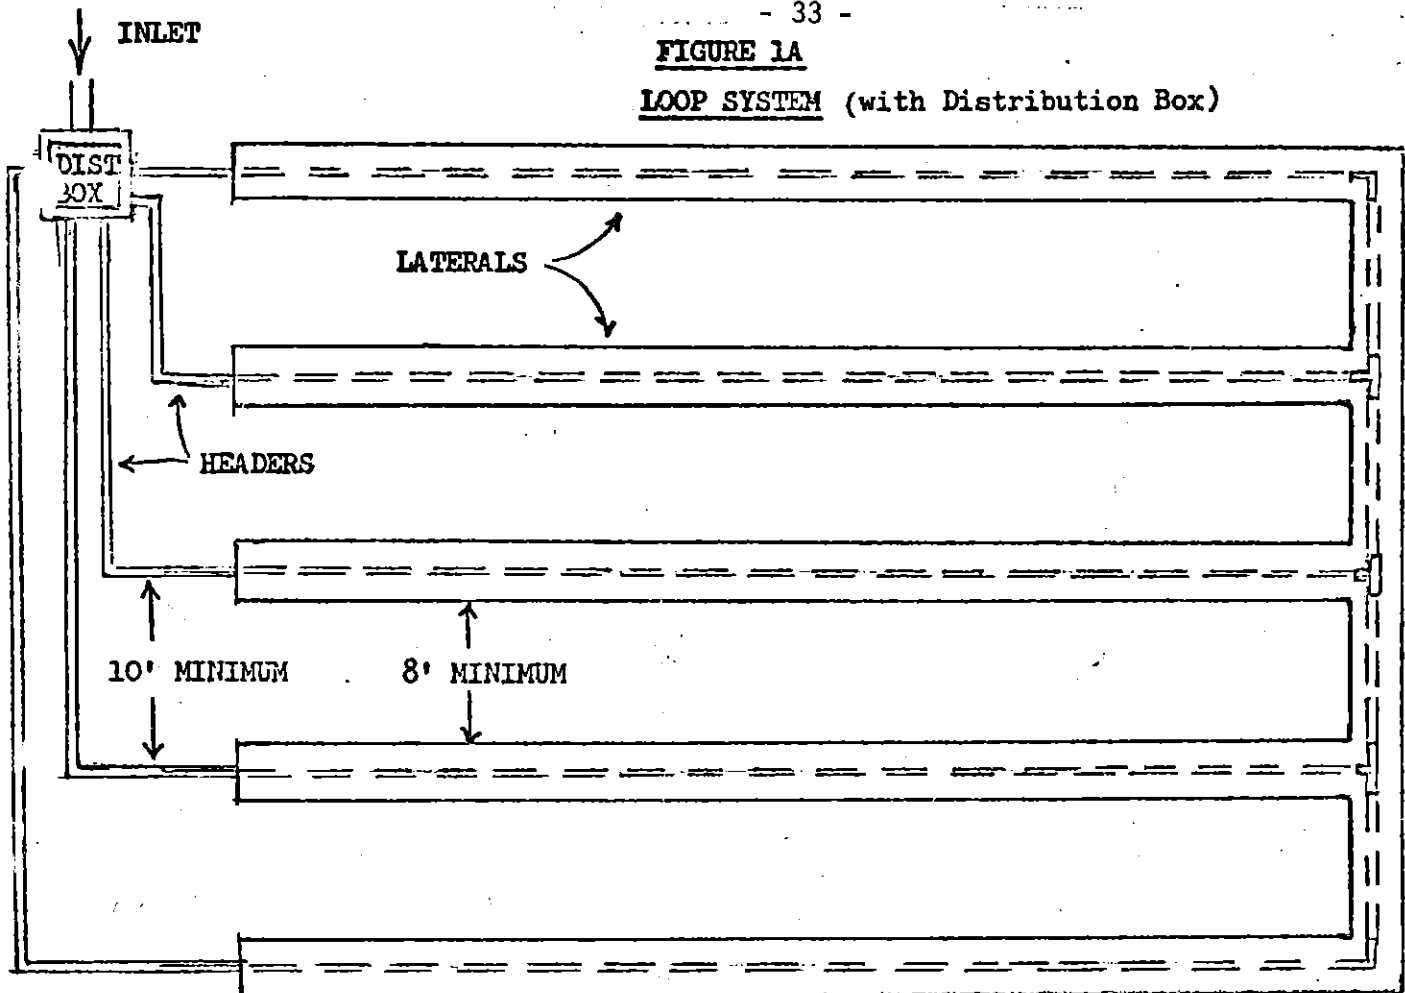 - 33 -
INLET
FIGURE 1A
LOOP SYSTEM (with Distribution Box)
DIST
BOX
LATERALS
HEADERS
10' MINIMUM
8' MINIMUM